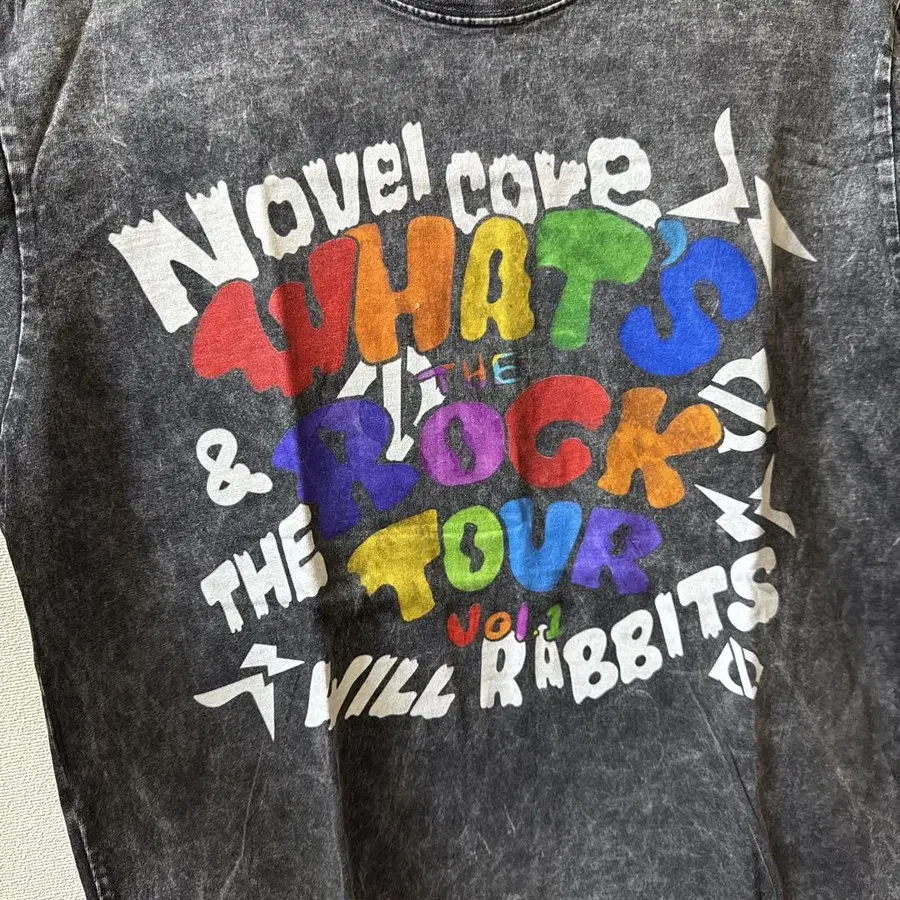 Novel Core
WHAT'S
THE
& ROCK
THE TOUR
Vol.1
WILL RABBITS